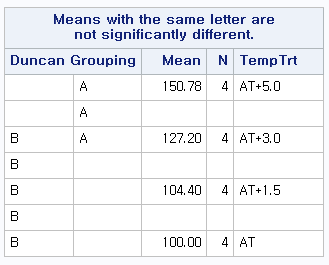 Means with the same letter are
not significantly different.
Duncan Grouping Mean N TempTrt
A 150.78 4 AT+5.0
A
B A 127.20 4 AT+3.0
B
B 104.40 4 AT+1.5
B
B 100.00 4 AT